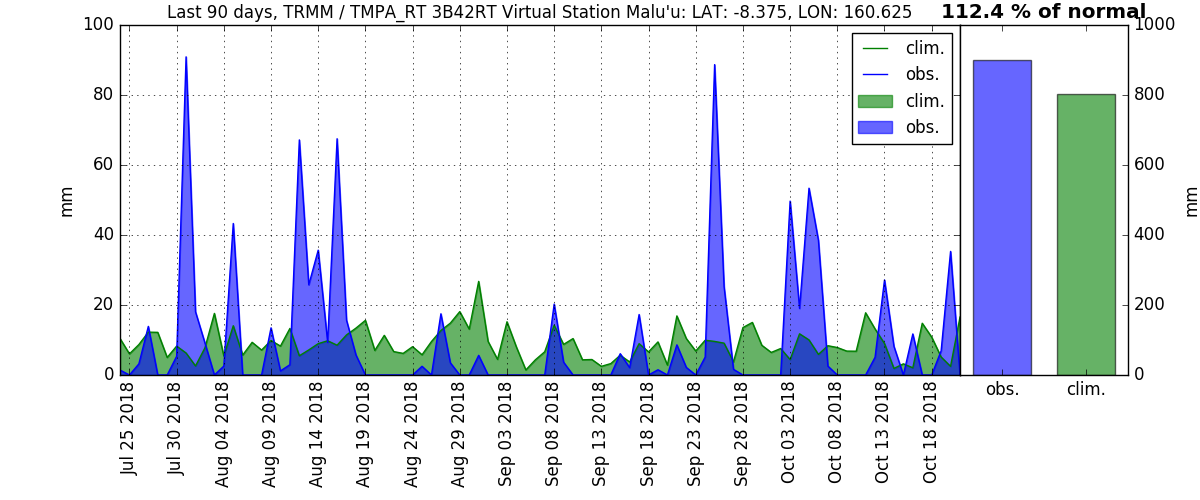 Last 90 days, TRMM / TMPA_RT 3B42RT Virtual Station Malu'u: LAT: -8.375, LON: 160.625
112.4 % of normal
100
80
60
40
20
0
mm
clim.
obs.
clim.
obs.
1000
800
600
400
200
0
mm
obs.
clim.
Jul 25 2018
Jul 30 2018
Aug 04 2018
Aug 09 2018
Aug 14 2018
Aug 19 2018
Aug 24 2018
Aug 29 2018
Sep 03 2018
Sep 08 2018
Sep 13 2018
Sep 18 2018
Sep 23 2018
Sep 28 2018
Oct 03 2018
Oct 08 2018
Oct 13 2018
Oct 18 2018